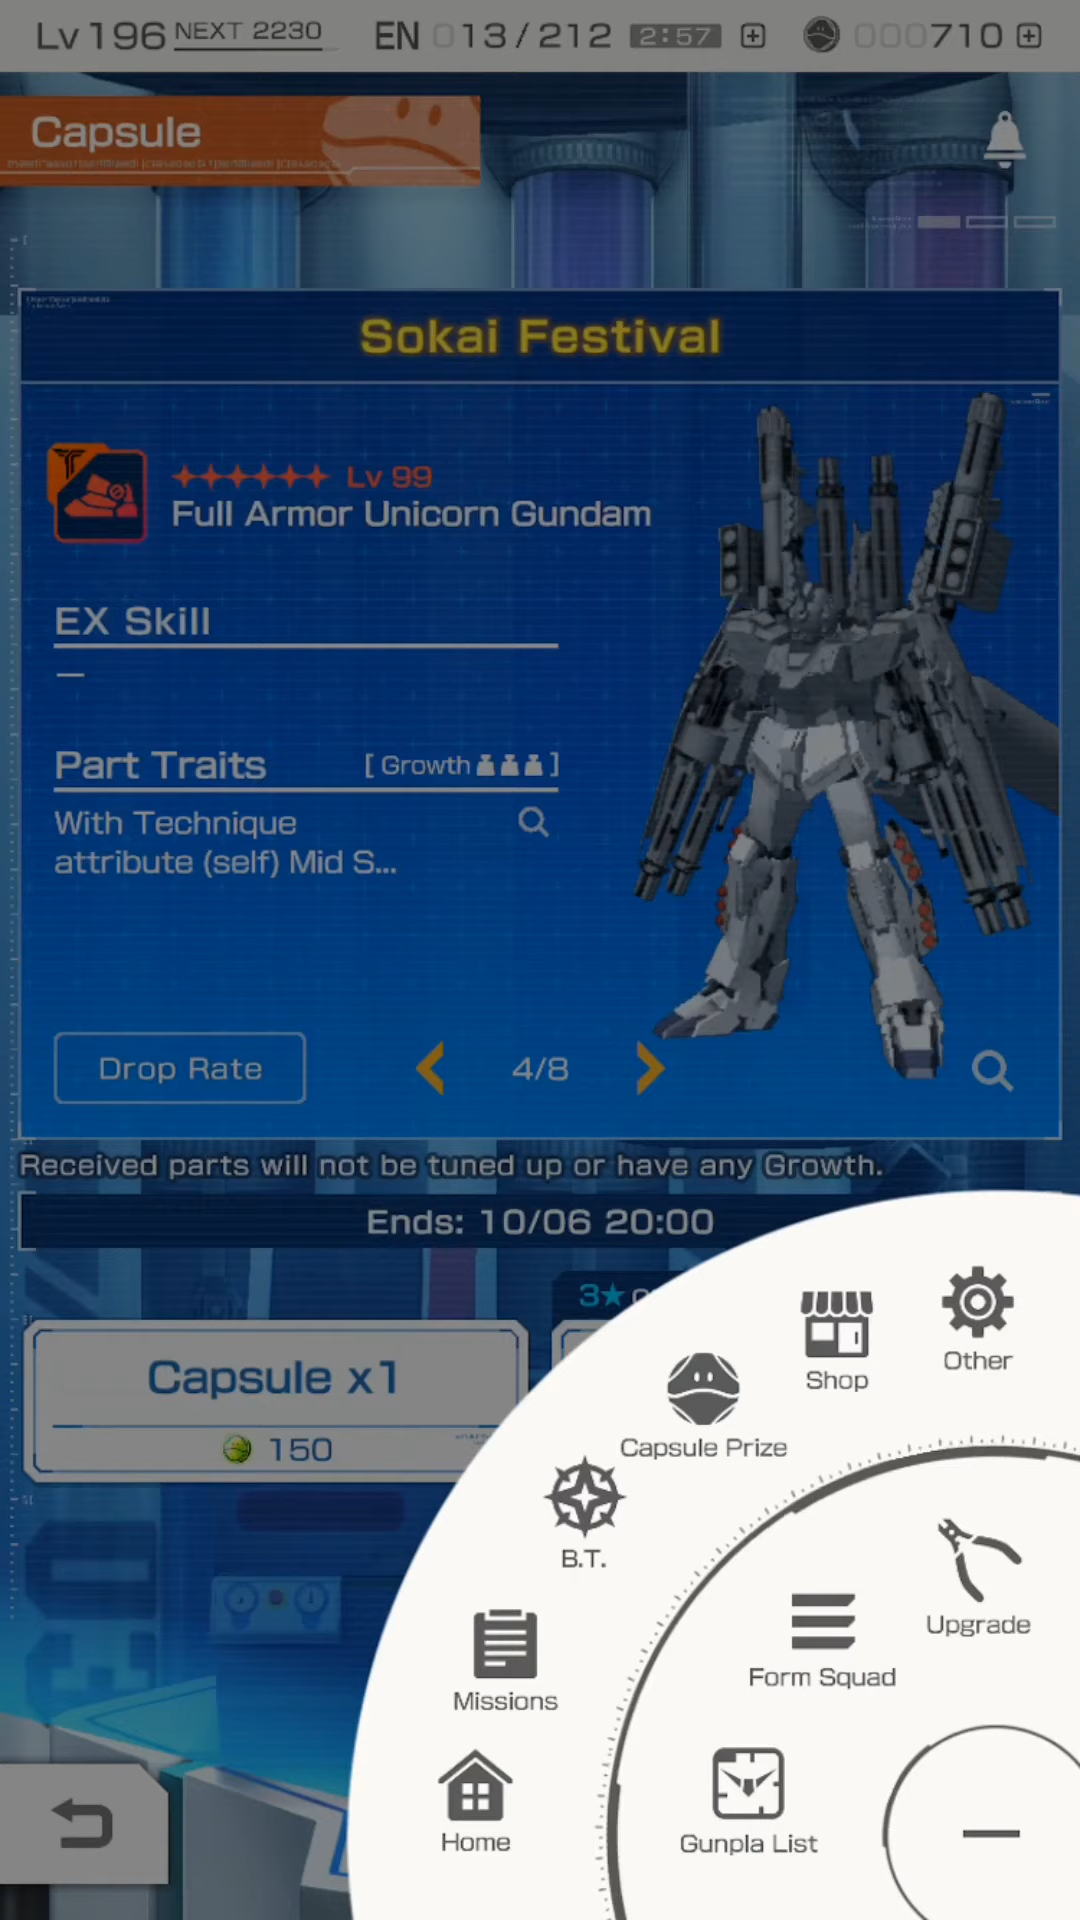 Lv 196 NEXT 2230 EN 013/212 2:57 000710
Capsule
Sokai Festival
Lv 99
Full Armor Unicorn Gundam
EX Skill
—
Part Traits [ Growth ]
With Technique
attribute (self) Mid S...
Drop Rate
4/8
Received parts will not be tuned up or have any Growth.
Ends: 10/06 20:00
3★
Capsule x1
150
Other
Shop
Capsule Prize
B.T.
Upgrade
Form Squad
Missions
Home
Gunpla List